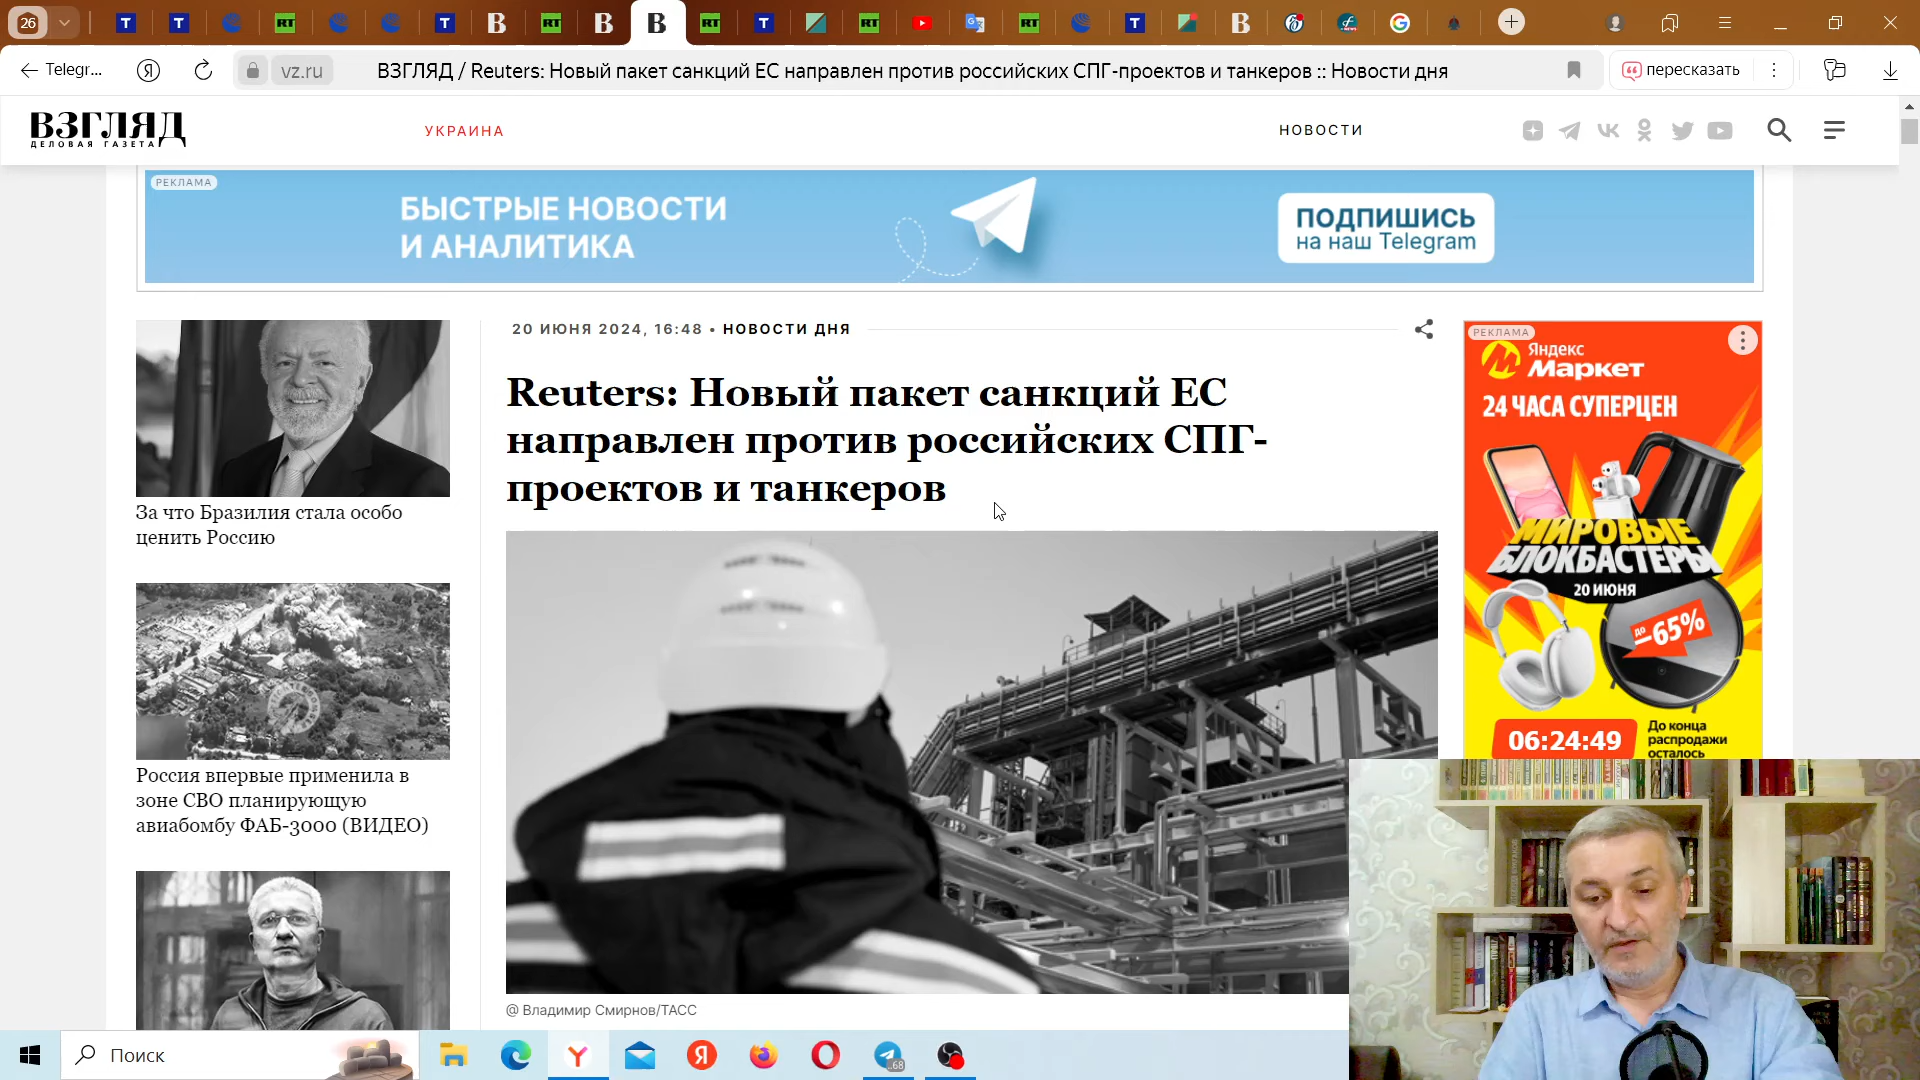 26
Telegr...
vz.ru
ВЗГЛЯД / Reuters: Новый пакет санкций ЕС направлен против российских СПГ-проектов и танкеров :: Новости дня
пересказать
ВЗГЛЯД
ДЕЛОВАЯ ГАЗЕТА
УКРАИНА
НОВОСТИ
РЕКЛАМА
БЫСТРЫЕ НОВОСТИ
И АНАЛИТИКА
ПОДПИШИСЬ
на наш Telegram
20 ИЮНЯ 2024, 16:48 • НОВОСТИ ДНЯ
Reuters: Новый пакет санкций ЕС
направлен против российских СПГ-
проектов и танкеров
@ Владимир Смирнов/ТАСС
За что Бразилия стала особо
ценить Россию
Россия впервые применила в
зоне СВО планирующую
авиабомбу ФАБ-3000 (ВИДЕО)
РЕКЛАМА
Яндекс
Маркет
24 ЧАСА СУПЕРЦЕН
МИРОВЫЕ
БЛОКБАСТЕРЫ
20 ИЮНЯ
до
–65%
06:24:49
До конца
распродажи
осталось
Поиск
68